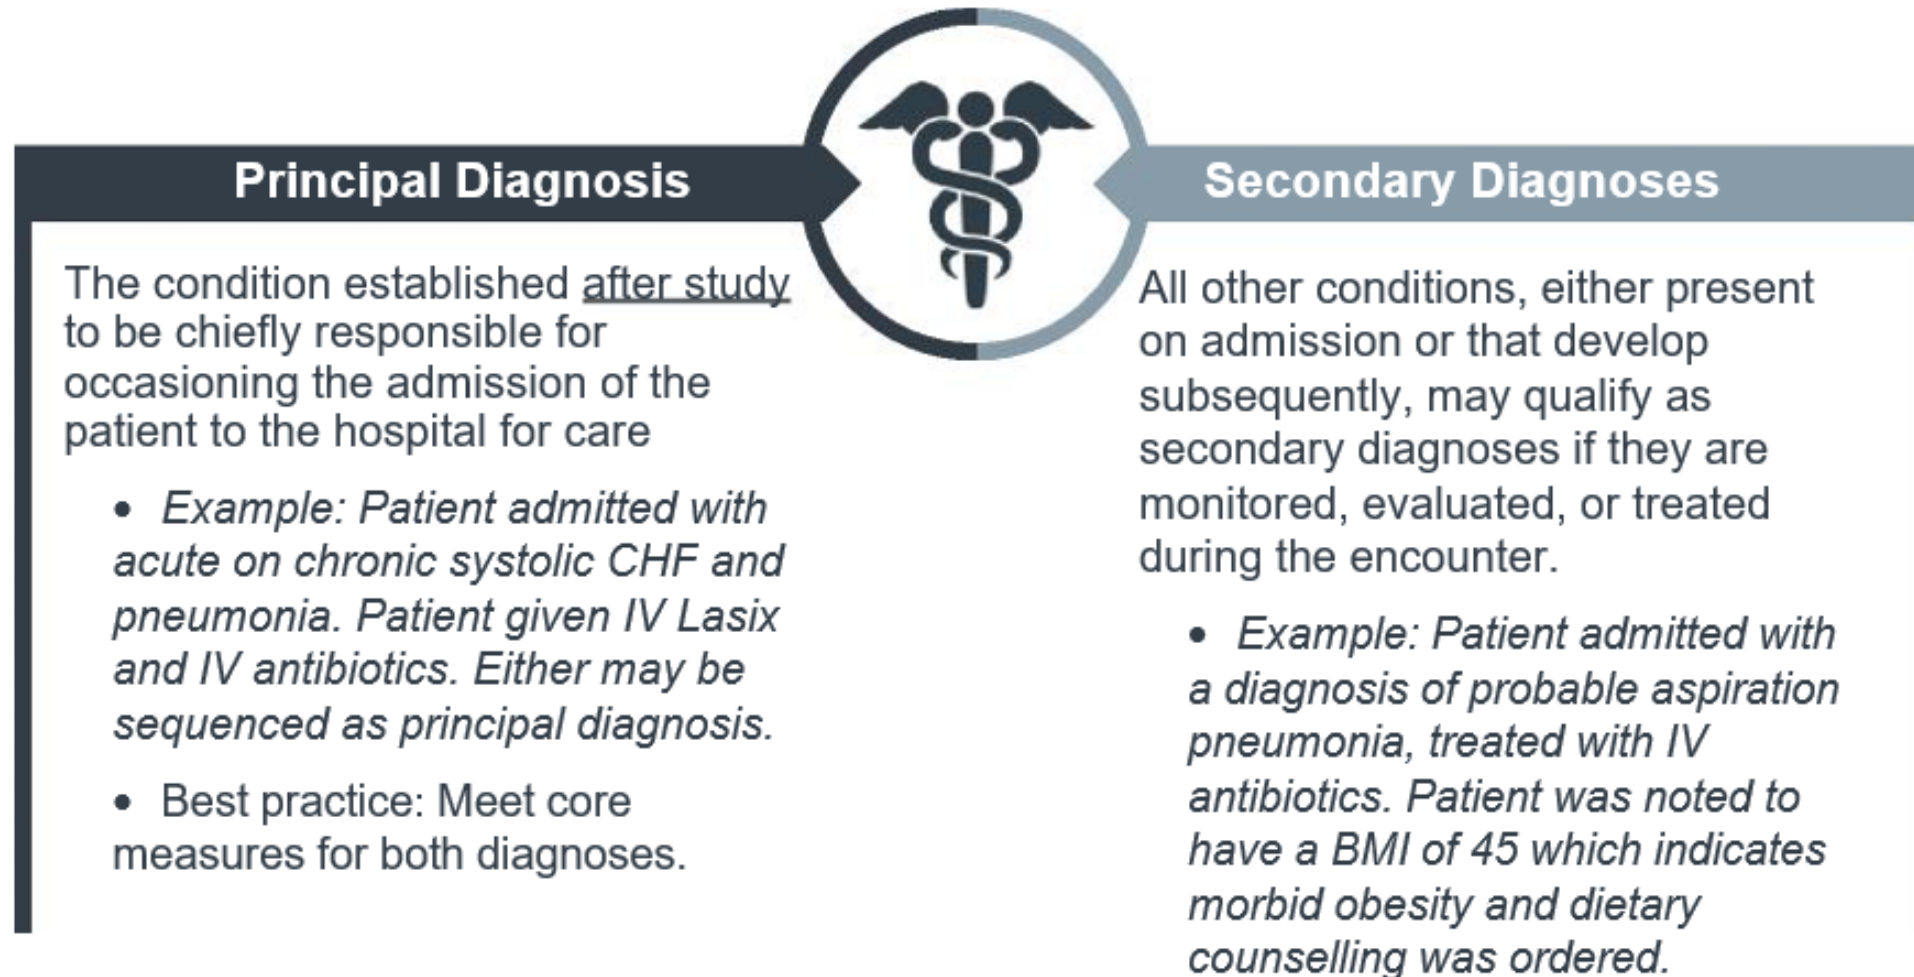 Principal Diagnosis
The condition established after study
to be chiefly responsible for
occasioning the admission of the
patient to the hospital for care
• Example: Patient admitted with
acute on chronic systolic CHF and
pneumonia. Patient given IV Lasix
and IV antibiotics. Either may be
sequenced as principal diagnosis.
• Best practice: Meet core
measures for both diagnoses.
Secondary Diagnoses
All other conditions, either present
on admission or that develop
subsequently, may qualify as
secondary diagnoses if they are
monitored, evaluated, or treated
during the encounter.
• Example: Patient admitted with
a diagnosis of probable aspiration
pneumonia, treated with IV
antibiotics. Patient was noted to
have a BMI of 45 which indicates
morbid obesity and dietary
counselling was ordered.